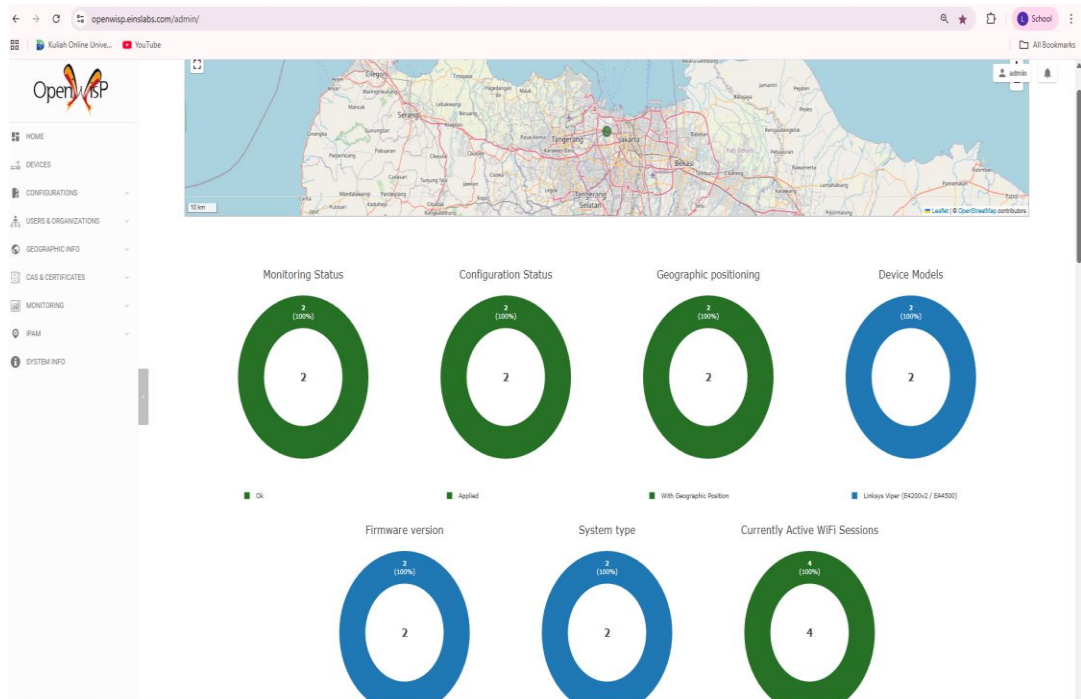 openwisp.einslabs.com/admin/
School
Kuliah Online Unive...
YouTube
All Bookmarks
OpenWISP
admin
HOME
DEVICES
CONFIGURATIONS
USERS & ORGANIZATIONS
GEOGRAPHIC INFO
CAS & CERTIFICATES
MONITORING
IPAM
SYSTEM INFO
Cilegon
Serang
Tangerang
Jakarta
Bekasi
Tangerang
Selatan
10 km
Leaflet | © OpenStreetMap contributors
Monitoring Status
Configuration Status
Geographic positioning
Device Models
2
(100%)
2
(100%)
2
(100%)
2
(100%)
2
2
2
2
Ok
Applied
With Geographic Position
Linksys Viper (E4200v2 / EA4500)
Firmware version
System type
Currently Active WiFi Sessions
2
(100%)
2
(100%)
4
(100%)
2
2
4